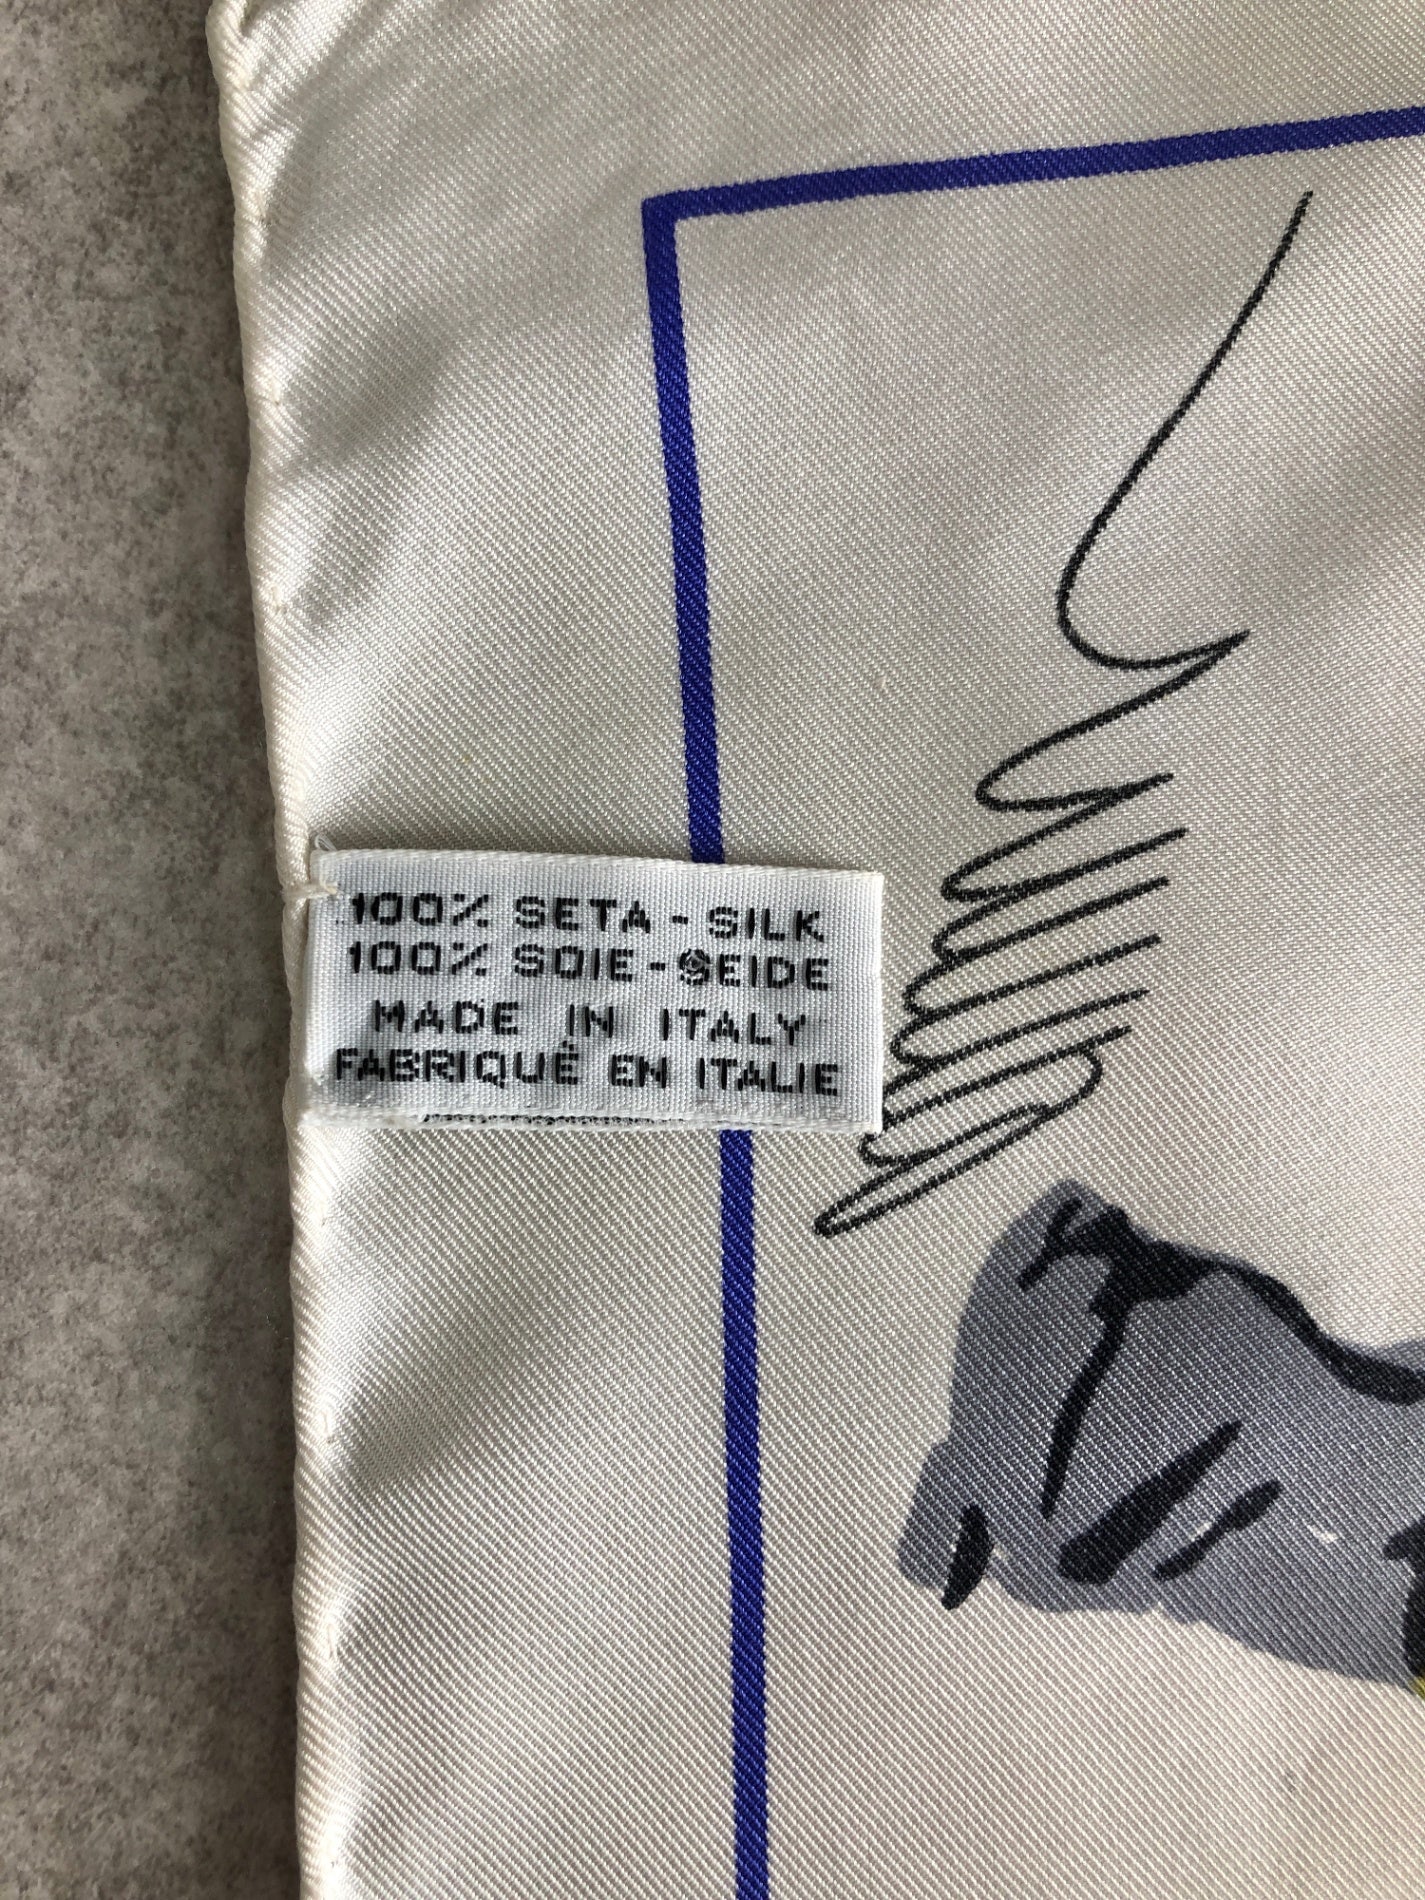 100% SETA - SILK
100% SOIE - SEIDE
MADE IN ITALY
FABRIQUÉ EN ITALIE